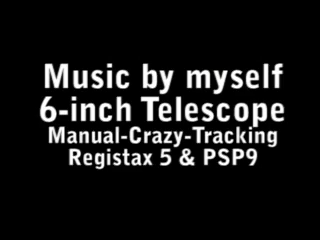 Music by myself
6-inch Telescope
Manual-Crazy-Tracking
Registax 5 & PSP9